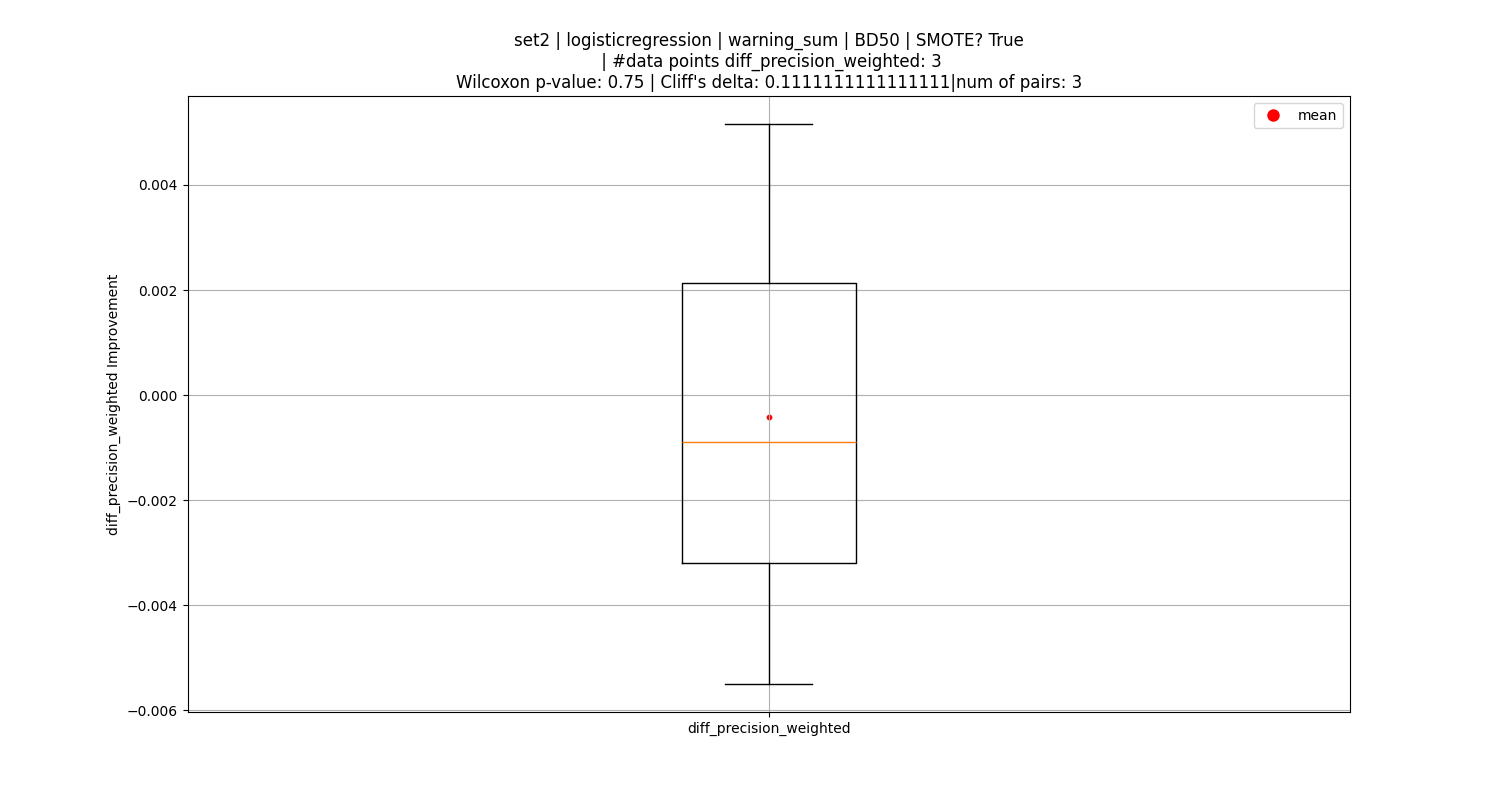 set2 | logisticregression | warning_sum | BD50 | SMOTE? True
| #data points diff_precision_weighted: 3
Wilcoxon p-value: 0.75 | Cliff's delta: 0.1111111111111111|num of pairs: 3
mean
0.004
0.002
0.000
−0.002
−0.004
−0.006
diff_precision_weighted Improvement
diff_precision_weighted